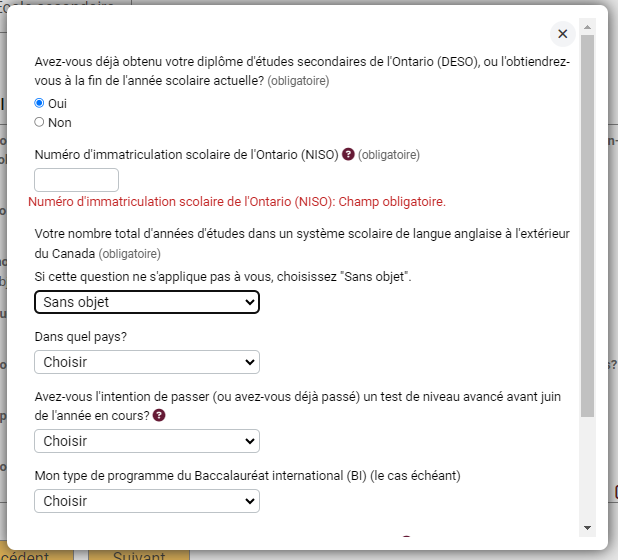 École secondaire
×
Avez-vous déjà obtenu votre diplôme d'études secondaires de l'Ontario (DESO), ou l'obtiendrez-
vous à la fin de l'année scolaire actuelle? (obligatoire)
Oui
Non
Numéro d'immatriculation scolaire de l'Ontario (NISO) ? (obligatoire)
Numéro d'immatriculation scolaire de l'Ontario (NISO): Champ obligatoire.
Votre nombre total d'années d'études dans un système scolaire de langue anglaise à l'extérieur
du Canada (obligatoire)
Si cette question ne s'applique pas à vous, choisissez "Sans objet".
Sans objet
Dans quel pays?
Choisir
Avez-vous l'intention de passer (ou avez-vous déjà passé) un test de niveau avancé avant juin
de l'année en cours? ?
Choisir
Mon type de programme du Baccalauréat international (BI) (le cas échéant)
Choisir
cédent Suivant